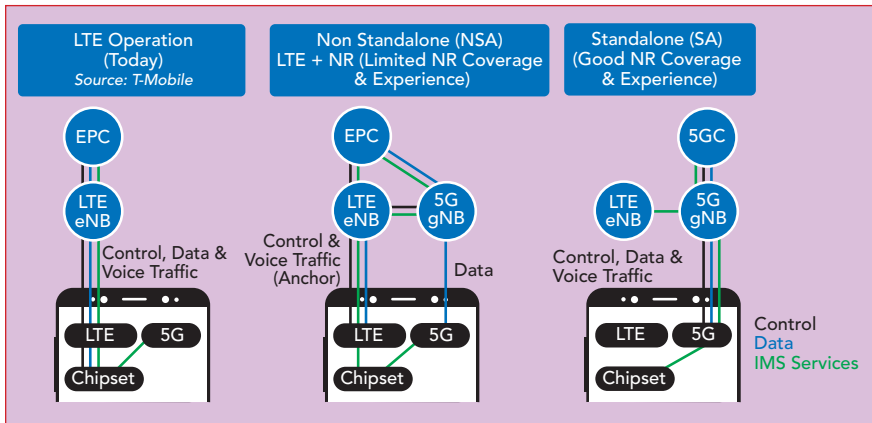 LTE Operation
(Today)
Source: T-Mobile
Non Standalone (NSA)
LTE + NR (Limited NR Coverage
& Experience)
Standalone (SA)
(Good NR Coverage
& Experience)
EPC
LTE
eNB
Control, Data &
Voice Traffic
LTE
5G
Chipset
EPC
LTE
eNB
5G
gNB
Control &
Voice Traffic
(Anchor)
Data
LTE
5G
Chipset
5GC
LTE
eNB
5G
gNB
Control, Data &
Voice Traffic
LTE
5G
Chipset
Control
Data
IMS Services